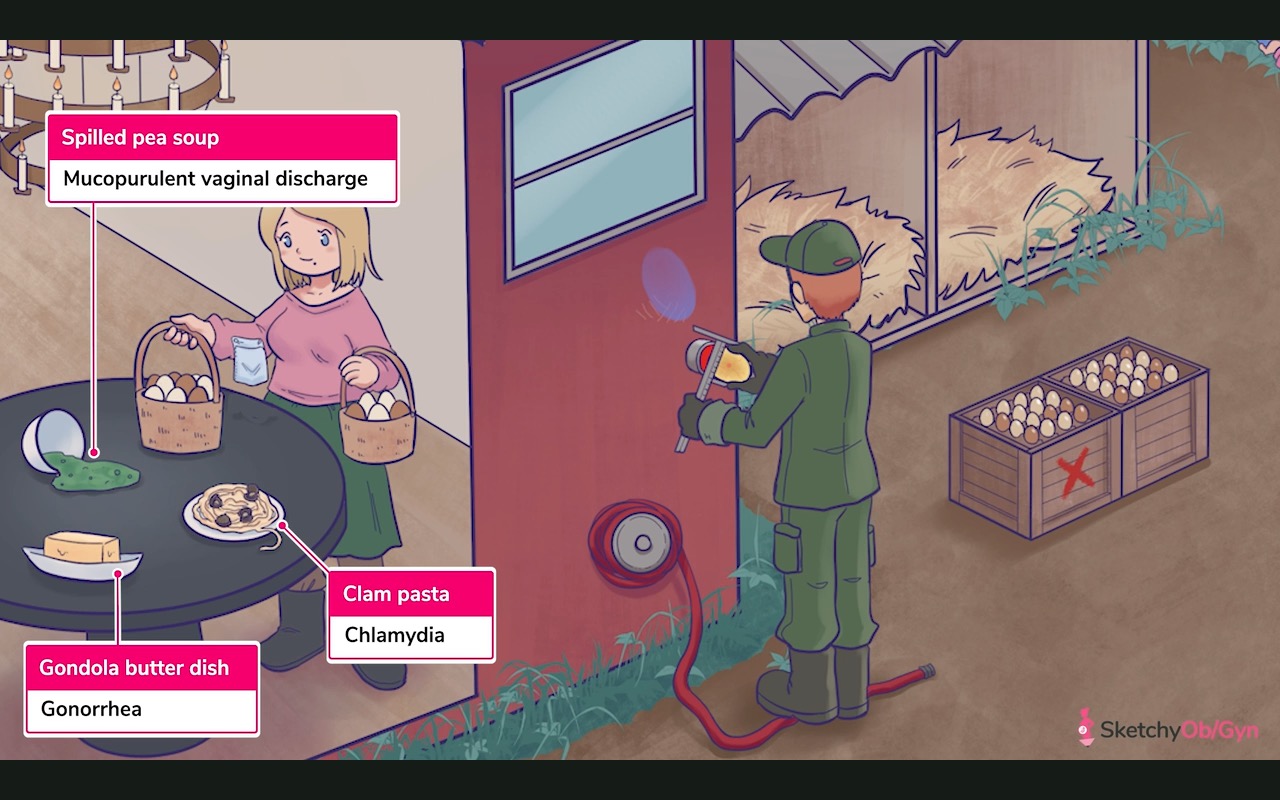 Spilled pea soup
Mucopurulent vaginal discharge
Clam pasta
Chlamydia
Gondola butter dish
Gonorrhea
SketchyOb/Gyn